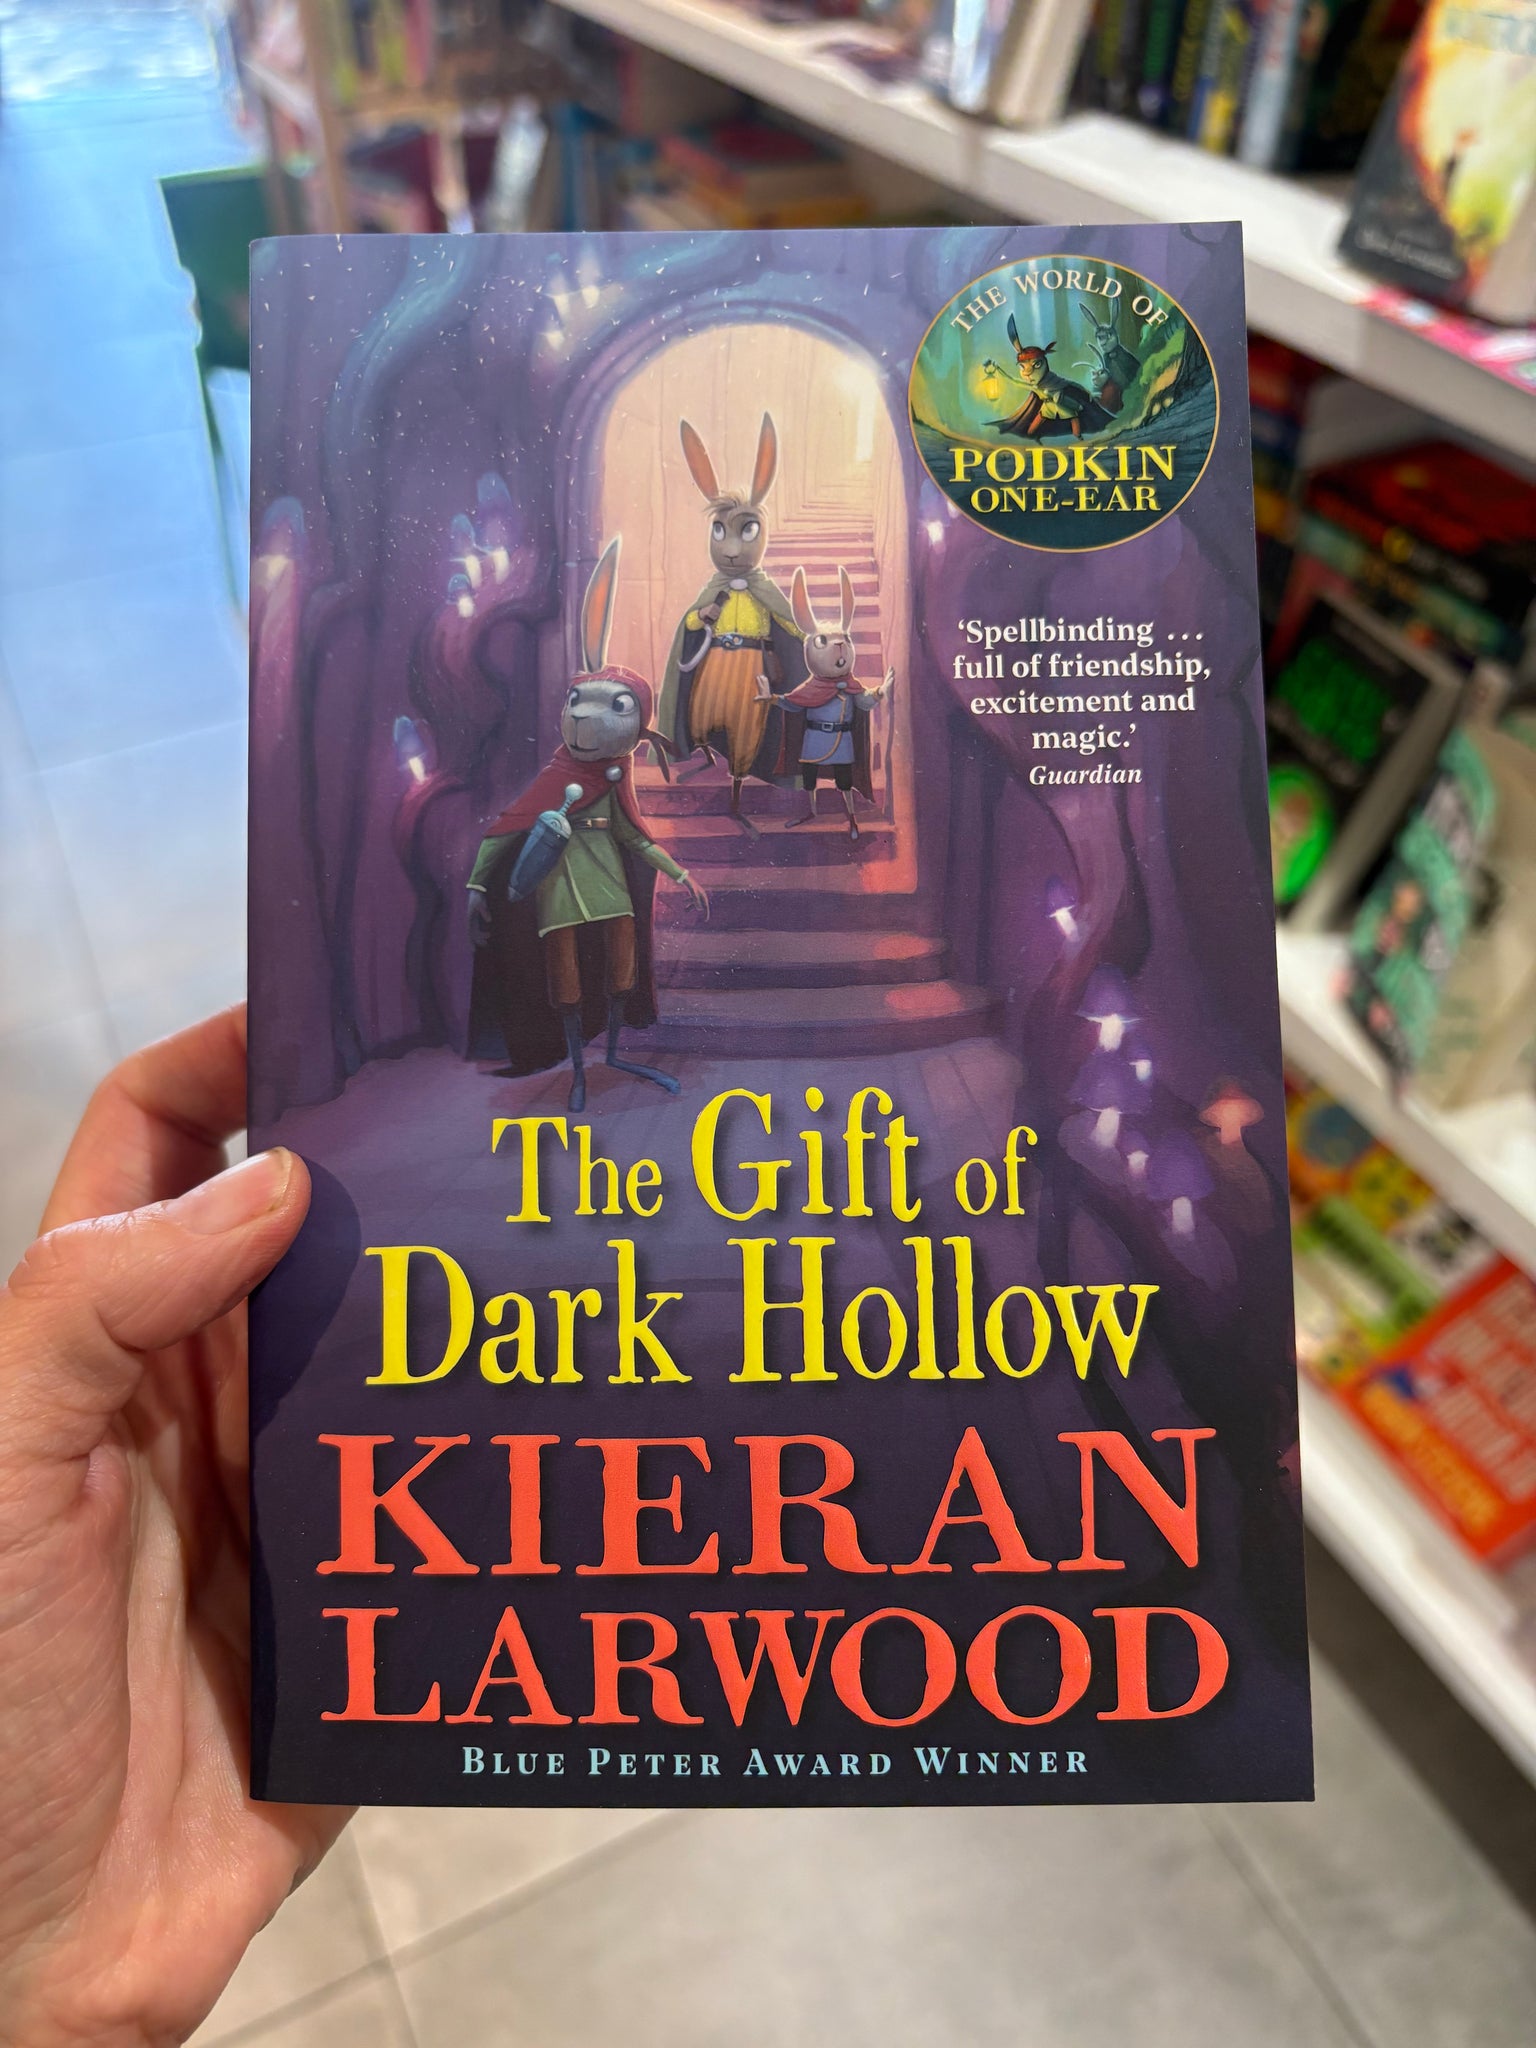 THE WORLD OF
PODKIN
ONE-EAR
‘Spellbinding ...
full of friendship,
excitement and
magic.’
Guardian
The Gift of
Dark Hollow
KIERAN
LARWOOD
BLUE PETER AWARD WINNER